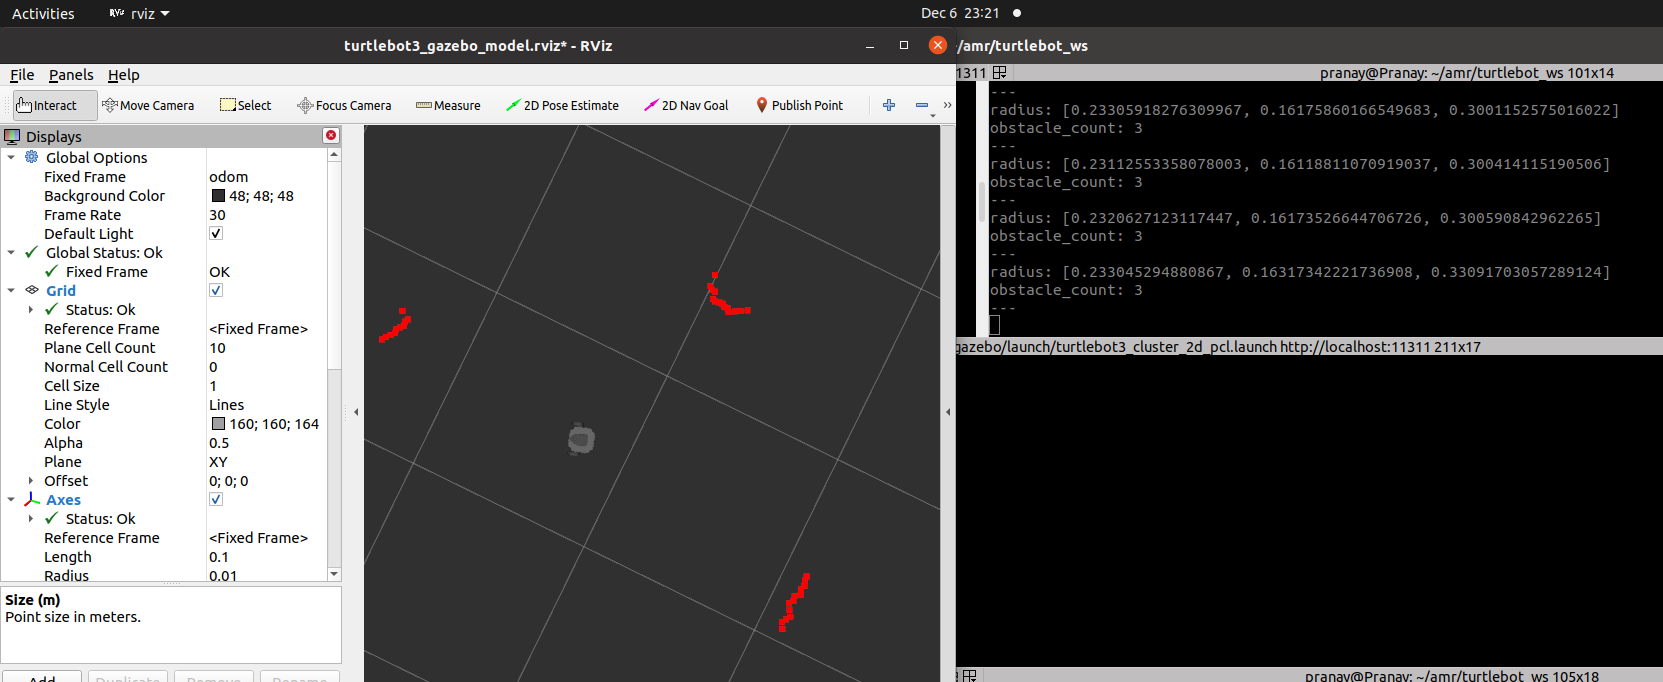 Activities
rviz
Dec 6 23:21
turtlebot3_gazebo_model.rviz* - RViz
/amr/turtlebot_ws
File Panels Help
Interact Move Camera Select Focus Camera Measure 2D Pose Estimate 2D Nav Goal Publish Point
Displays
Global Options
Fixed Frame odom
Background Color 48; 48; 48
Frame Rate 30
Default Light
Global Status: Ok
Fixed Frame OK
Grid
Status: Ok
Reference Frame <Fixed Frame>
Plane Cell Count 10
Normal Cell Count 0
Cell Size 1
Line Style Lines
Color 160; 160; 164
Alpha 0.5
Plane XY
Offset 0; 0; 0
Axes
Status: Ok
Reference Frame <Fixed Frame>
Length 0.1
Radius 0.01
Size (m)
Point size in meters.
Add Duplicate Remove Rename
1311
pranay@Pranay: ~/amr/turtlebot_ws 101x14
---
radius: [0.23305918276309967, 0.16175860166549683, 0.3001152575016022]
obstacle_count: 3
---
radius: [0.23112553358078003, 0.16118811070919037, 0.300414115190506]
obstacle_count: 3
---
radius: [0.2320627123117447, 0.16173526644706726, 0.300590842962265]
obstacle_count: 3
---
radius: [0.233045294880867, 0.16317342221736908, 0.33091703057289124]
obstacle_count: 3
---
gazebo/launch/turtlebot3_cluster_2d_pcl.launch http://localhost:11311 211x17
pranay@Pranay: ~/amr/turtlebot_ws 105x18